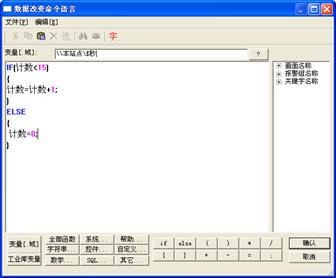 数据改变命令語言
文件[F] 编辑[E]
字
变量[.域]: \\本站点\$秒 ?
IF(计数<15)
{
计数=计数+1;
}
ELSE
{
计数=0;
}
画面名称
报警组名称
关键字名称
变量[.域] 全部函数 系统... 帮助... if else ( ) * / 确认
字符串... 控件... 自定义...
工业库变量 数学... SQL... 其它... { } + - = ; 取消